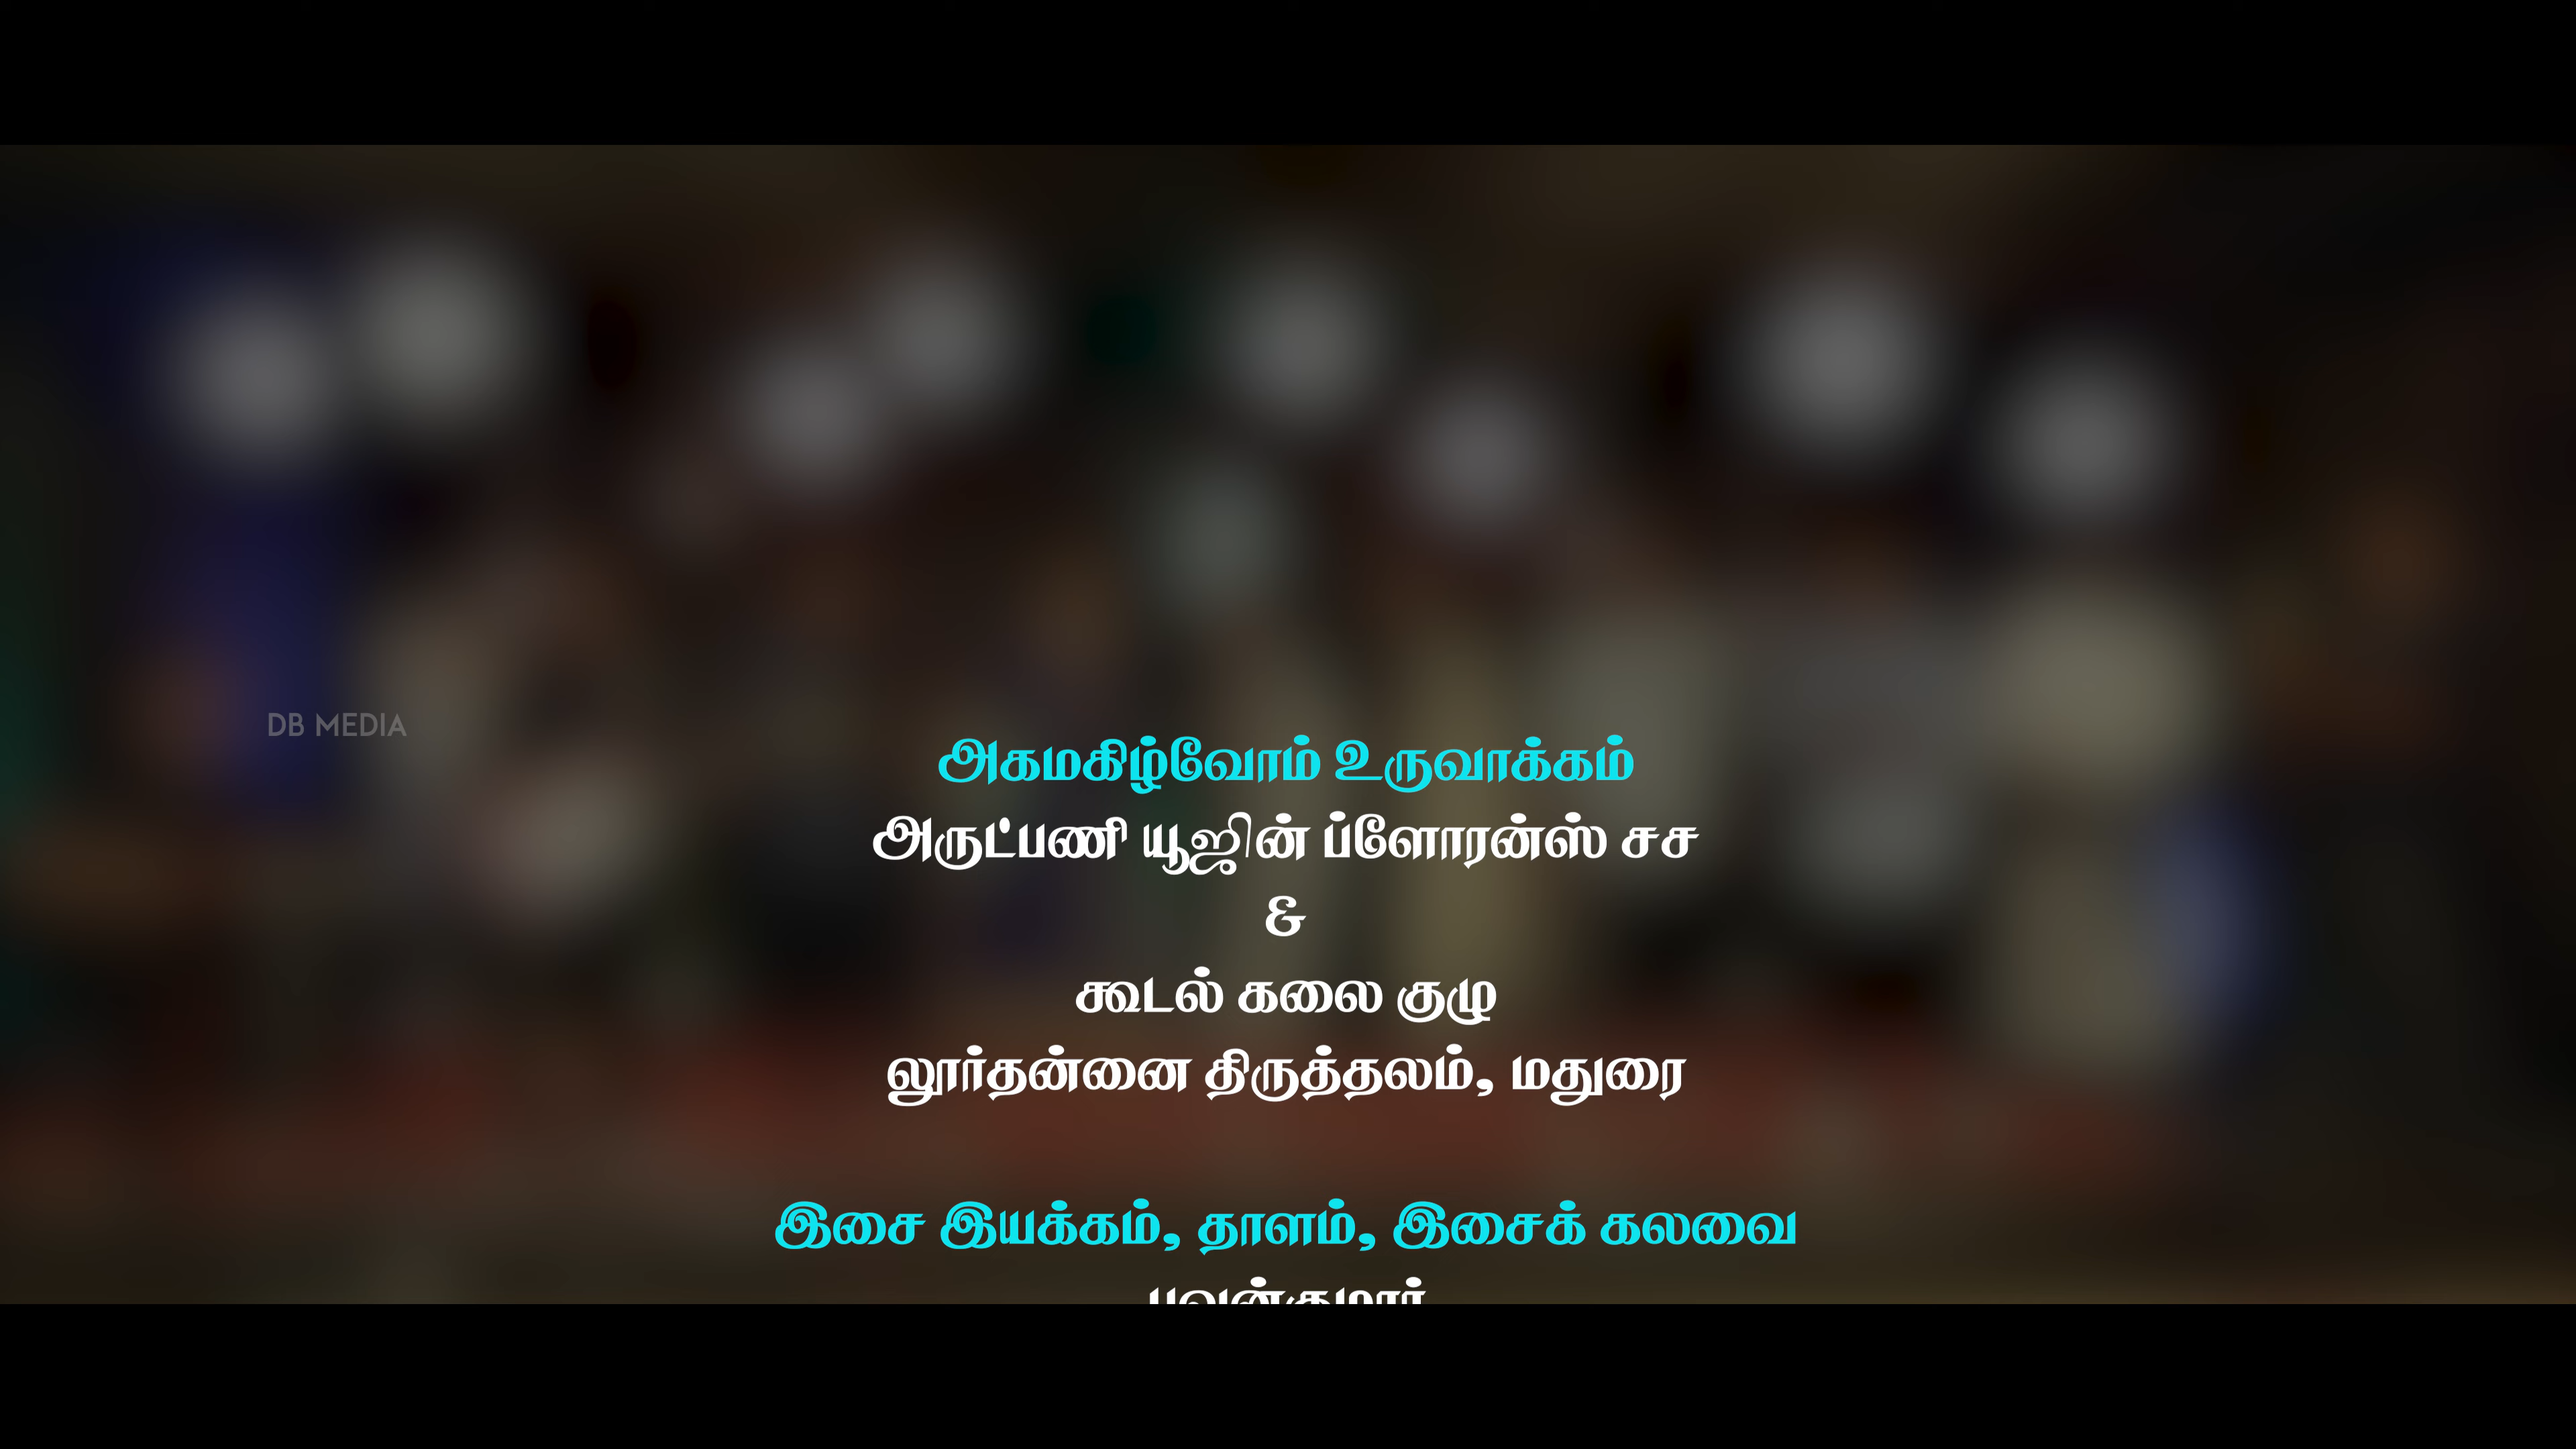 DB MEDIA
அகமகிழ்வோம் உருவாக்கம்
அருட்பணி யூஜின் ப்ளோரன்ஸ் சச
&
கூடல் கலை குழு
லூர்தன்னை திருத்தலம், மதுரை
இசை இயக்கம், தாளம், இசைக் கலவை
பவன்குமார்